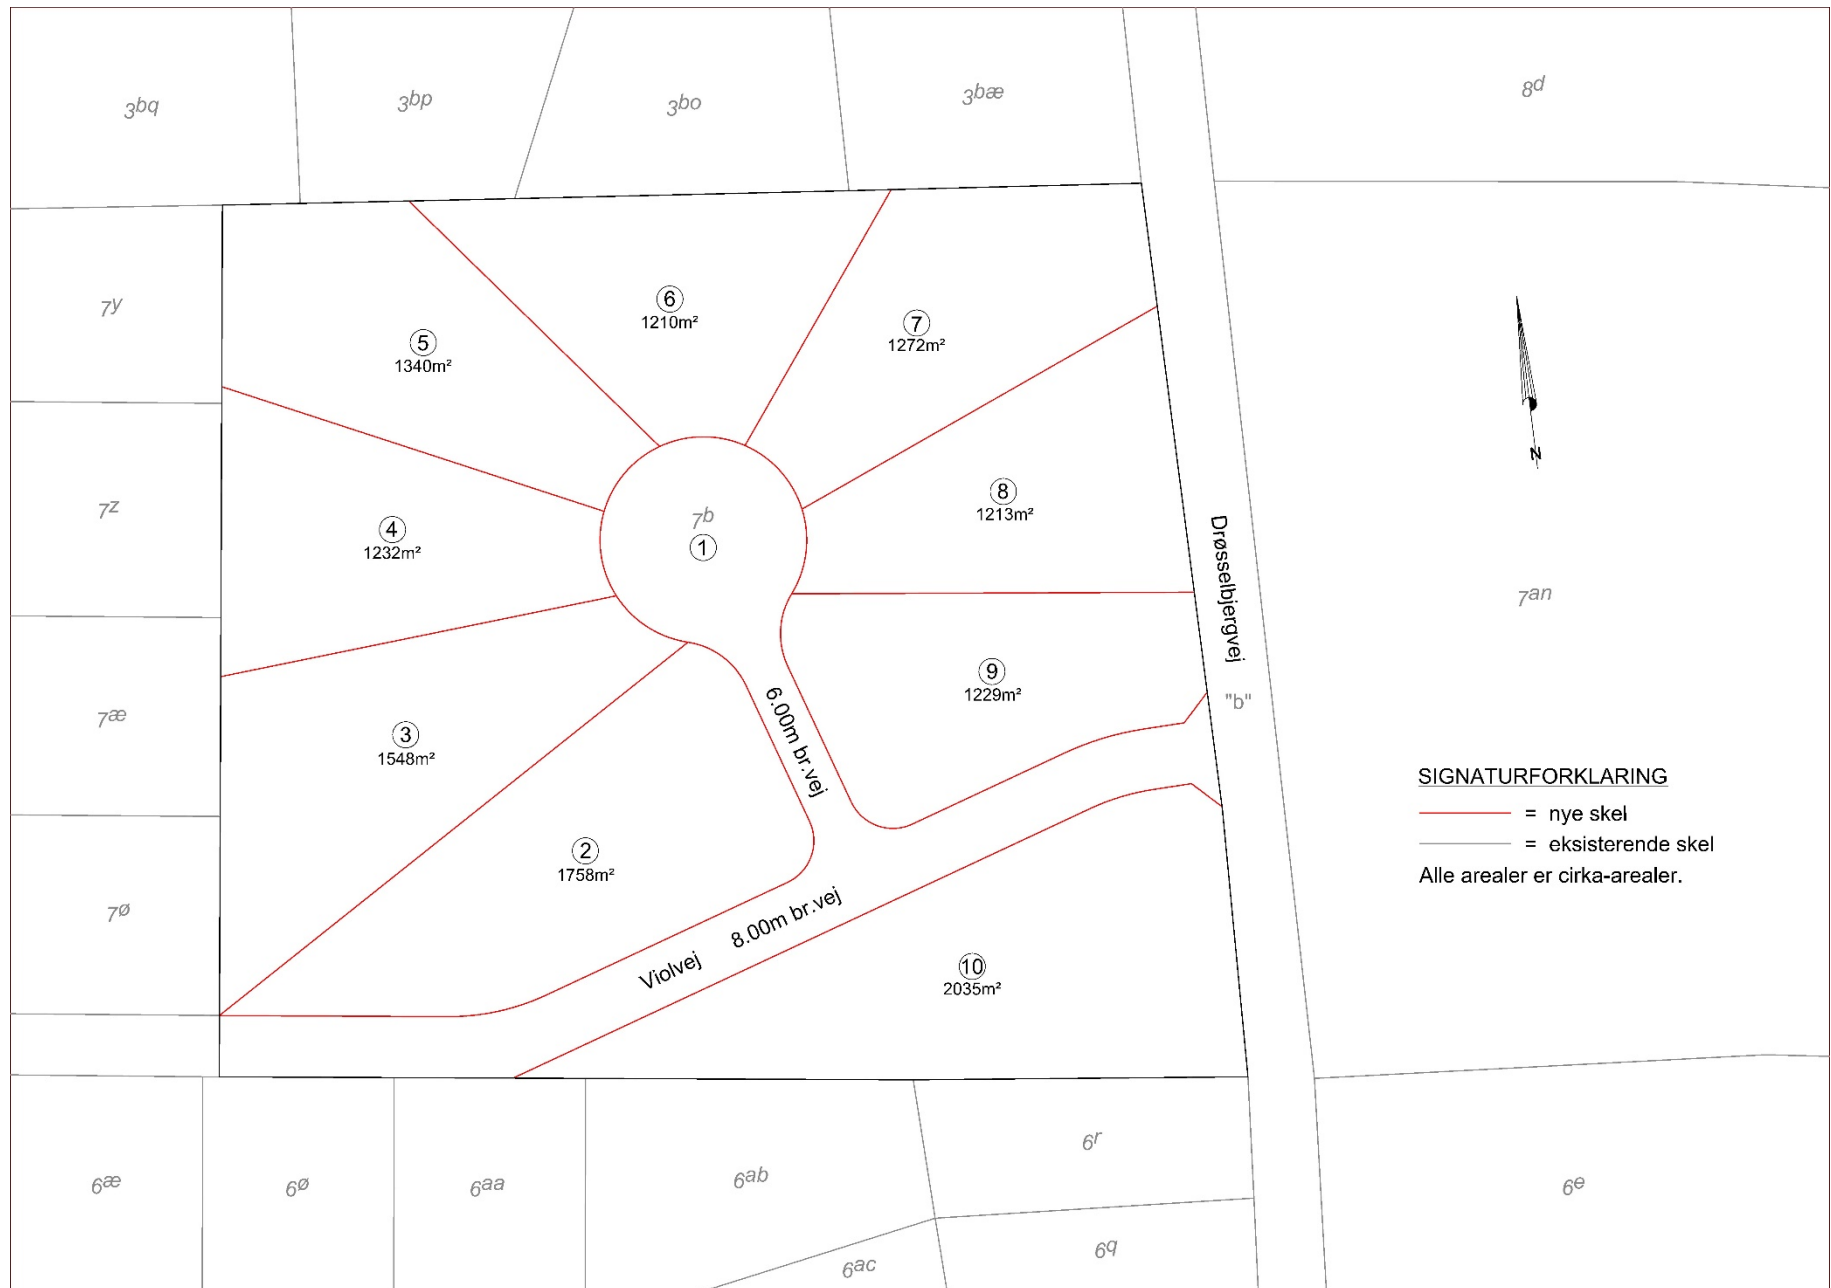 3bq
3bp
3bo
3bæ
8d
7y
7z
7æ
7ø
5
1340m²
6
1210m²
7
1272m²
4
1232m²
7b
1
8
1213m²
3
1548m²
9
1229m²
2
1758m²
10
2035m²
6.00m br.vej
Violvej 8.00m br.vej
Drøsselbjergvej
"b"
N
7an
SIGNATURFORKLARING
= nye skel
= eksisterende skel
Alle arealer er cirka-arealer.
6æ
6ø
6aa
6ab
6r
6ac
6q
6e